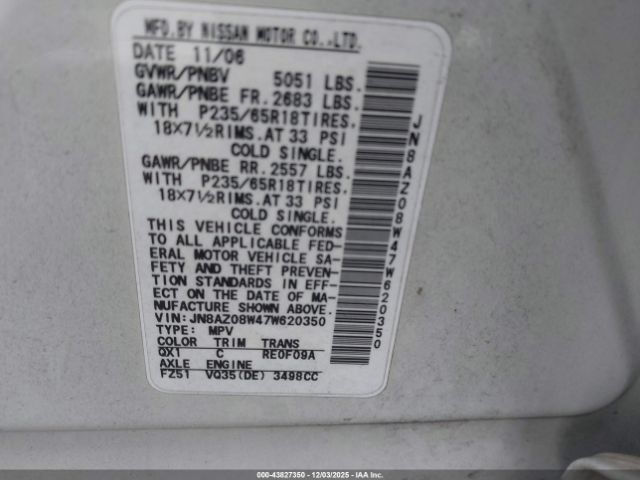 MFD.BY NISSAN MOTOR CO.,LTD.
DATE 11/06
GVWR/PNBV 5051 LBS.
GAWR/PNBE FR. 2683 LBS.
WITH P235/65R18TIRES.
18X7½RIMS.AT 33 PSI
COLD SINGLE.
GAWR/PNBE RR. 2557 LBS.
WITH P235/65R18TIRES.
18X7½RIMS.AT 33 PSI
COLD SINGLE.
THIS VEHICLE CONFORMS
TO ALL APPLICABLE FED-
ERAL MOTOR VEHICLE SA-
FETY AND THEFT PREVEN-
TION STANDARDS IN EFF-
ECT ON THE DATE OF MA-
NUFACTURE SHOWN ABOVE.
VIN:JN8AZ08W47W620350
TYPE: MPV
COLOR TRIM TRANS
QX1 C RE0F09A
AXLE ENGINE
FZ51 VQ35(DE) 3498CC
JN8AZ08W47W620350
000-43827350 12/03/2025 - IAAI.COM